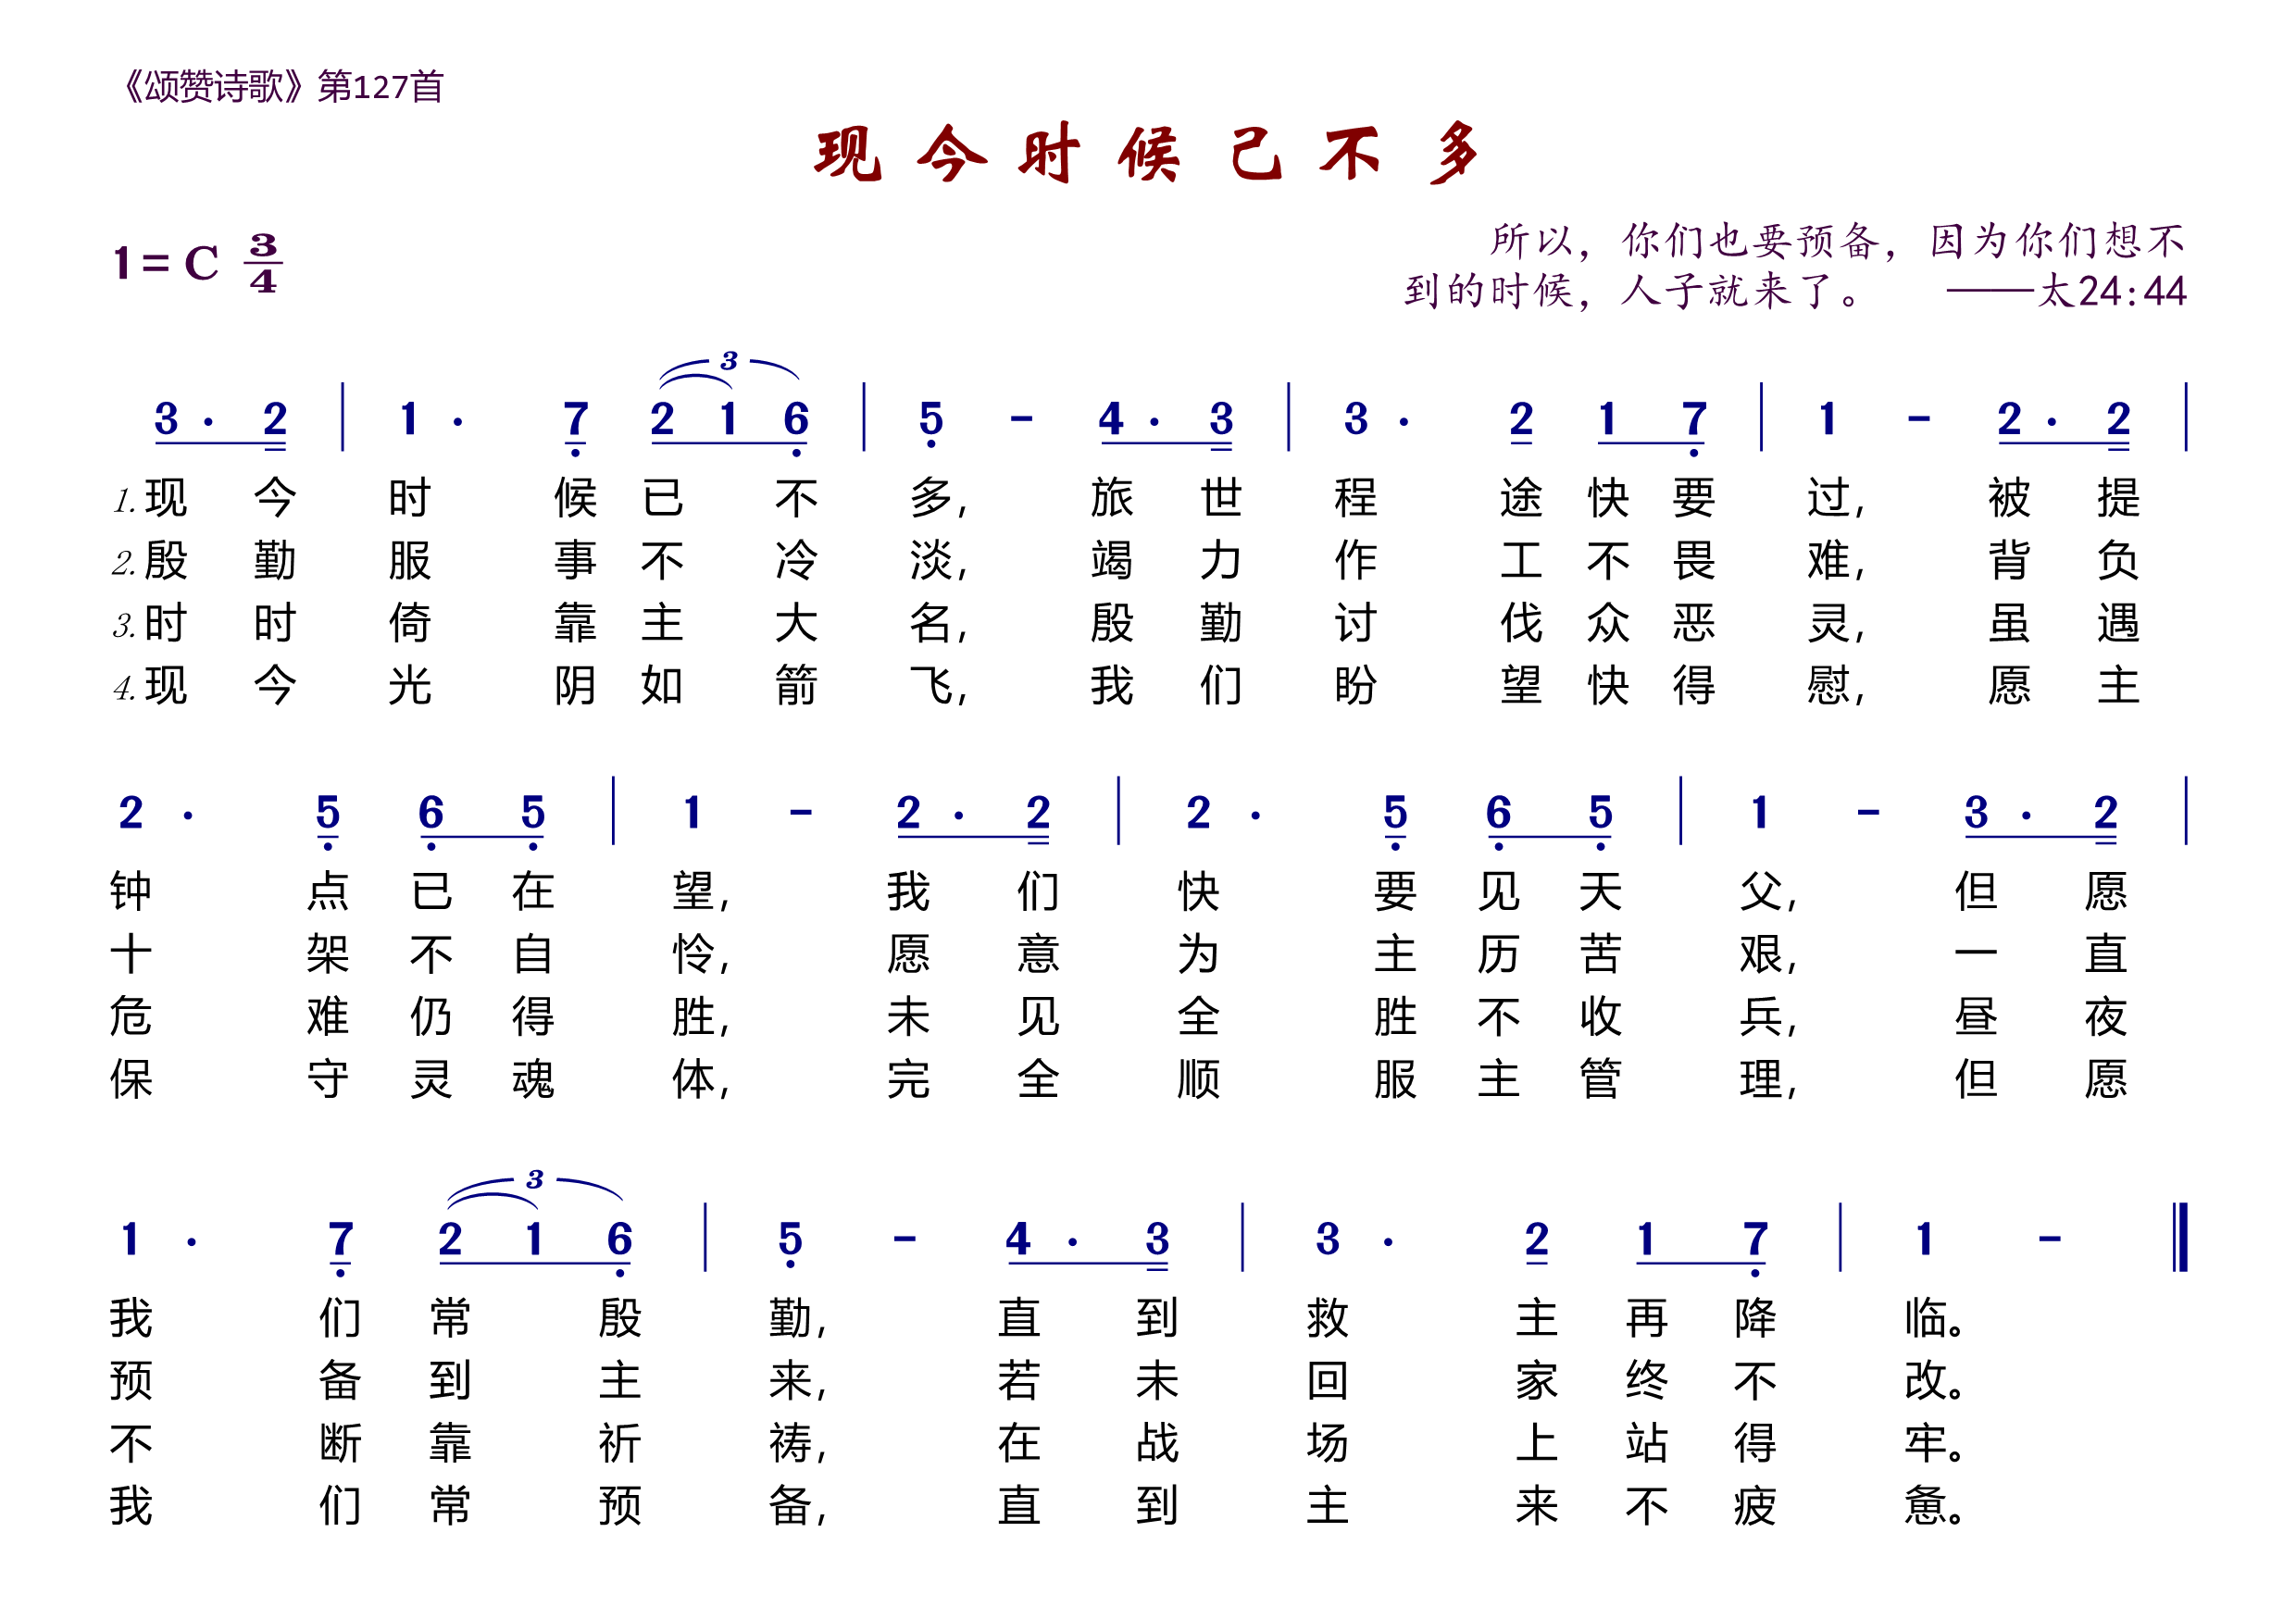 《颂赞诗歌》第127首
现今时候己不多
1=C 3/4
所以，你们也要预备，因为你们想不
到的时候，人子就来了。 ——太24:44
3
3· 2 | 1· 7 2 1 6 | 5 - 4· 3 | 3· 2 1 7 | 1 - 2· 2 |
1.现今时候已不多，旅世程途快要过，被提
2.殷勤服事不冷淡，竭力作工不畏难，背负
3.时时倚靠主大名，殷勤讨伐众恶灵，虽遇
4.现今光阴如箭飞，我们盼望快得慰，愿主
2· 5 6 5 | 1 - 2· 2 | 2· 5 6 5 | 1 - 3· 2 |
钟点已在望，我们快要见天父，但愿
十架不自怜，愿意为主历苦艰，一直
危难仍得胜，未见全胜不收兵，昼夜
保守灵魂体，完全顺服主管理，但愿
3
1· 7 2 1 6 | 5 - 4· 3 | 3· 2 1 7 | 1 - ‖
我们常殷勤，直到救主再降临。
预备到主来，若未回家终不改。
不断靠祈祷，在战场上站得牢。
我们常预备，直到主来不疲惫。